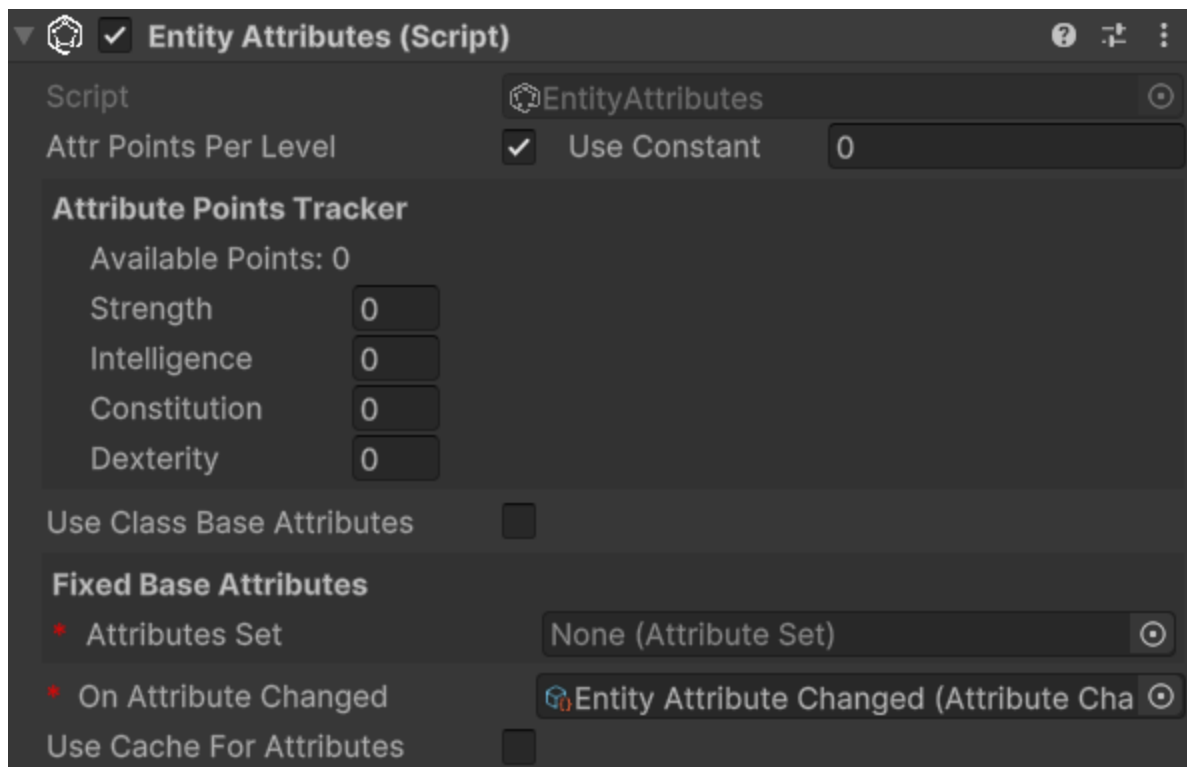 Entity Attributes (Script)
Script EntityAttributes
Attr Points Per Level Use Constant 0
Attribute Points Tracker
Available Points: 0
Strength 0
Intelligence 0
Constitution 0
Dexterity 0
Use Class Base Attributes
Fixed Base Attributes
* Attributes Set None (Attribute Set)
* On Attribute Changed Entity Attribute Changed (Attribute Cha
Use Cache For Attributes